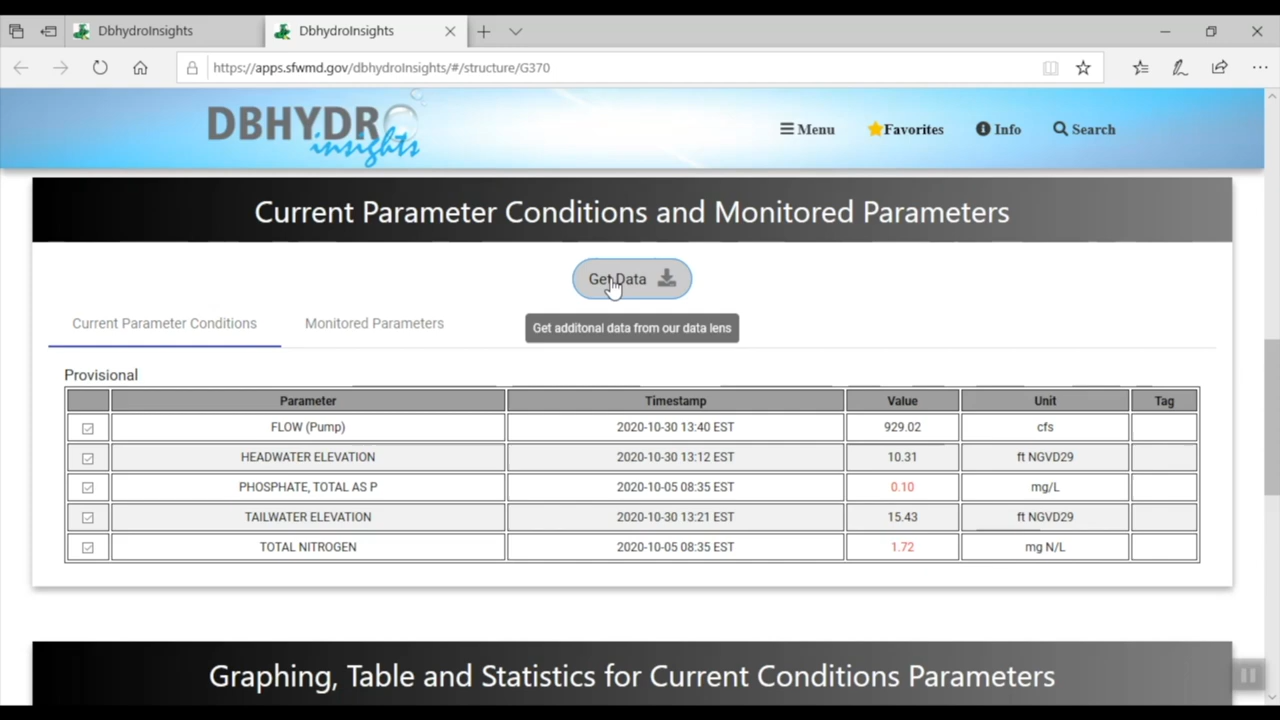 DbhydroInsights
DbhydroInsights
https://apps.sfwmd.gov/dbhydroInsights/#/structure/G370
DBHYDRO
insights
Menu
Favorites
Info
Search
Current Parameter Conditions and Monitored Parameters
Get Data
Current Parameter Conditions
Monitored Parameters
Get additonal data from our data lens
Provisional
Parameter Timestamp Value Unit Tag
FLOW (Pump) 2020-10-30 13:40 EST 929.02 cfs
HEADWATER ELEVATION 2020-10-30 13:12 EST 10.31 ft NGVD29
PHOSPHATE, TOTAL AS P 2020-10-05 08:35 EST 0.10 mg/L
TAILWATER ELEVATION 2020-10-30 13:21 EST 15.43 ft NGVD29
TOTAL NITROGEN 2020-10-05 08:35 EST 1.72 mg N/L
Graphing, Table and Statistics for Current Conditions Parameters